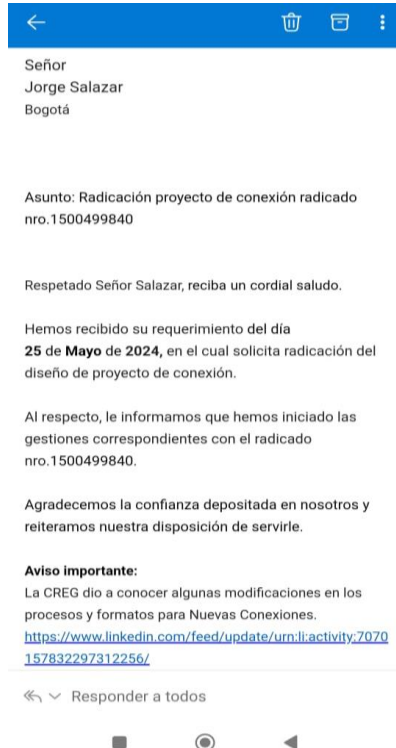 Señor
Jorge Salazar
Bogotá
Asunto: Radicación proyecto de conexión radicado
nro.1500499840
Respetado Señor Salazar, reciba un cordial saludo.
Hemos recibido su requerimiento del día
25 de Mayo de 2024, en el cual solicita radicación del
diseño de proyecto de conexión.
Al respecto, le informamos que hemos iniciado las
gestiones correspondientes con el radicado
nro.1500499840.
Agradecemos la confianza depositada en nosotros y
reiteramos nuestra disposición de servirle.
Aviso importante:
La CREG dio a conocer algunas modificaciones en los
procesos y formatos para Nuevas Conexiones.
https://www.linkedin.com/feed/update/urn:li:activity:7070
157832297312256/
Responder a todos